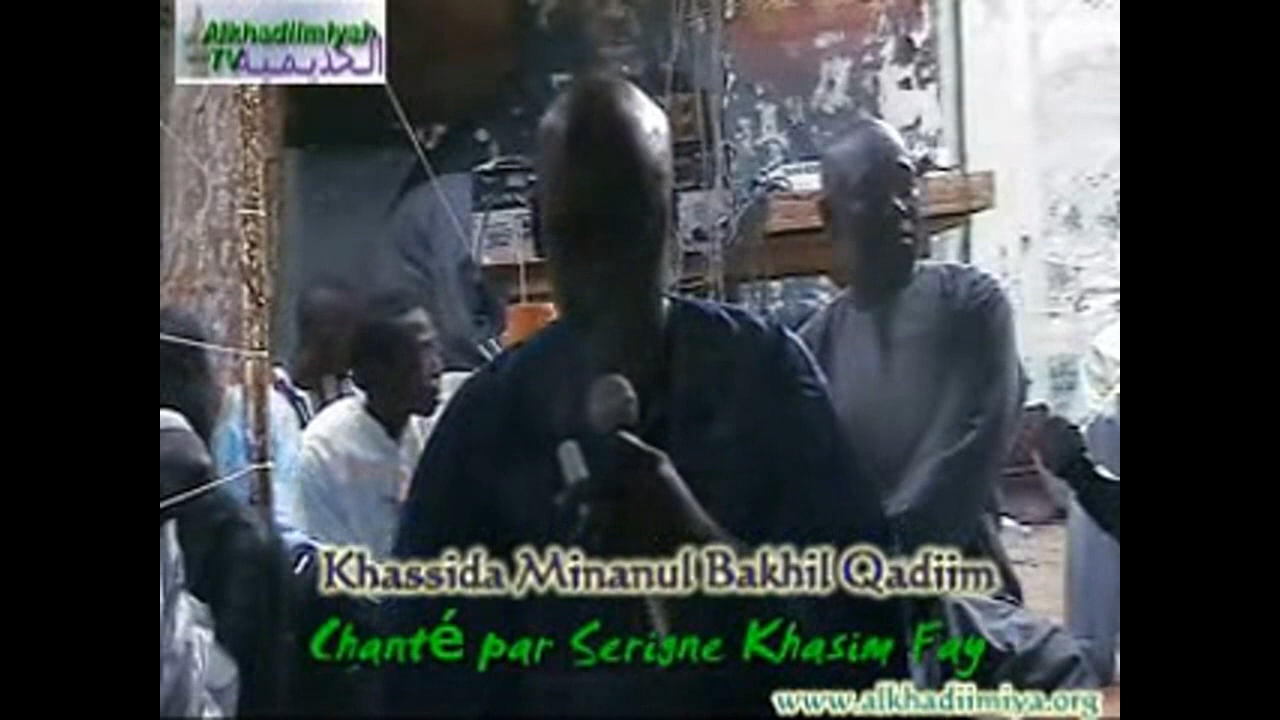 Alkhadiimiyah
TV الخديمية
Khassida Minanul Bakhil Qadiim
Chanté par Serigne Khasim Fay
www.alkhadiimiya.org